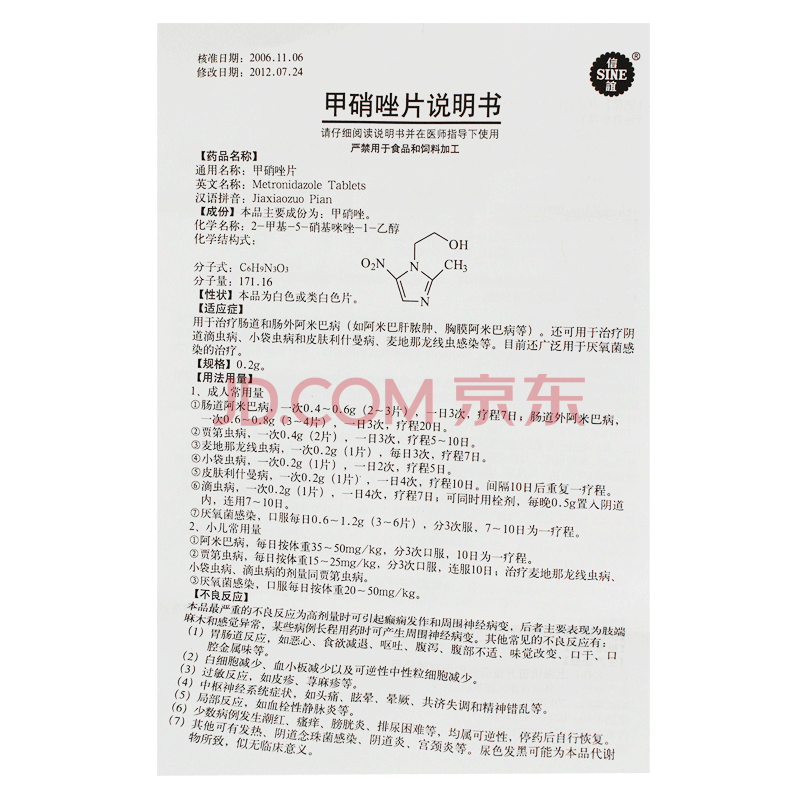 核准日期：2006.11.06
修改日期：2012.07.24
信
SINE
誼
®
甲硝唑片说明书
请仔细阅读说明书并在医师指导下使用
严禁用于食品和饲料加工
【药品名称】
通用名称：甲硝唑片
英文名称：Metronidazole Tablets
汉语拼音：Jiaxiaozuo Pian
【成份】本品主要成份为：甲硝唑。
化学名称：2-甲基-5-硝基咪唑-1-乙醇
化学结构式：
OH
O₂N
N
CH₃
N
分子式：C₆H₉N₃O₃
分子量：171.16
【性状】本品为白色或类白色片。
【适应症】
用于治疗肠道和肠外阿米巴病（如阿米巴肝脓肿、胸膜阿米巴病等）。还可用于治疗阴
道滴虫病、小袋虫病和皮肤利什曼病、麦地那龙线虫感染等。目前还广泛用于厌氧菌感
染的治疗。
【规格】0.2g。
【用法用量】
JD.COM 京东
1、成人常用量
①肠道阿米巴病，一次0.4～0.6g（2～3片），一日3次，疗程7日；肠道外阿米巴病，
一次0.6～0.8g（3～4片），一日3次，疗程20日。
②贾第虫病，一次0.4g（2片），一日3次，疗程5～10日。
③麦地那龙线虫病，一次0.2g（1片），每日3次，疗程7日。
④小袋虫病，一次0.2g（1片），一日2次，疗程5日。
⑤皮肤利什曼病，一次0.2g（1片），一日4次，疗程10日。间隔10日后重复一疗程。
⑥滴虫病，一次0.2g（1片），一日4次，疗程7日；可同时用栓剂，每晚0.5g置入阴道
内，连用7～10日。
⑦厌氧菌感染，口服每日0.6～1.2g（3～6片），分3次服，7～10日为一疗程。
2、小儿常用量
①阿米巴病，每日按体重35～50mg/kg，分3次口服，10日为一疗程。
②贾第虫病，每日按体重15～25mg/kg，分3次口服，连服10日；治疗麦地那龙线虫病、
小袋虫病、滴虫病的剂量同贾第虫病。
③厌氧菌感染，口服每日按体重20～50mg/kg。
【不良反应】
本品最严重的不良反应为高剂量时可引起癫痫发作和周围神经病变，后者主要表现为肢端
麻木和感觉异常，某些病例长程用药时可产生周围神经病变。其他常见的不良反应有：
（1）胃肠道反应，如恶心、食欲减退、呕吐、腹泻、腹部不适、味觉改变、口干、口
腔金属味等。
（2）白细胞减少、血小板减少以及可逆性中性粒细胞减少。
（3）过敏反应，如皮疹、荨麻疹等。
（4）中枢神经系统症状，如头痛、眩晕、晕厥、共济失调和精神错乱等。
（5）局部反应，如血栓性静脉炎等。
（6）少数病例发生潮红、瘙痒、膀胱炎、排尿困难等，均属可逆性，停药后自行恢复。
（7）其他可有发热、阴道念珠菌感染、阴道炎、宫颈炎等。尿色发黑可能为本品代谢
物所致，似无临床意义。